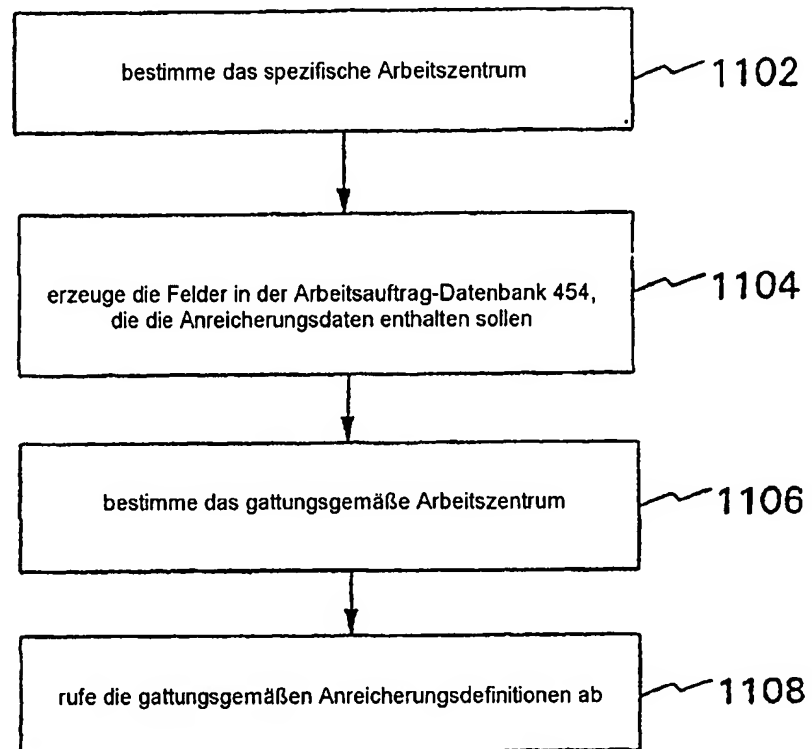 bestimme das spezifische Arbeitszentrum
1102
erzeuge die Felder in der Arbeitsauftrag-Datenbank 454,
die die Anreicherungsdaten enthalten sollen
1104
bestimme das gattungsgemäße Arbeitszentrum
1106
rufe die gattungsgemäßen Anreicherungsdefinitionen ab
1108